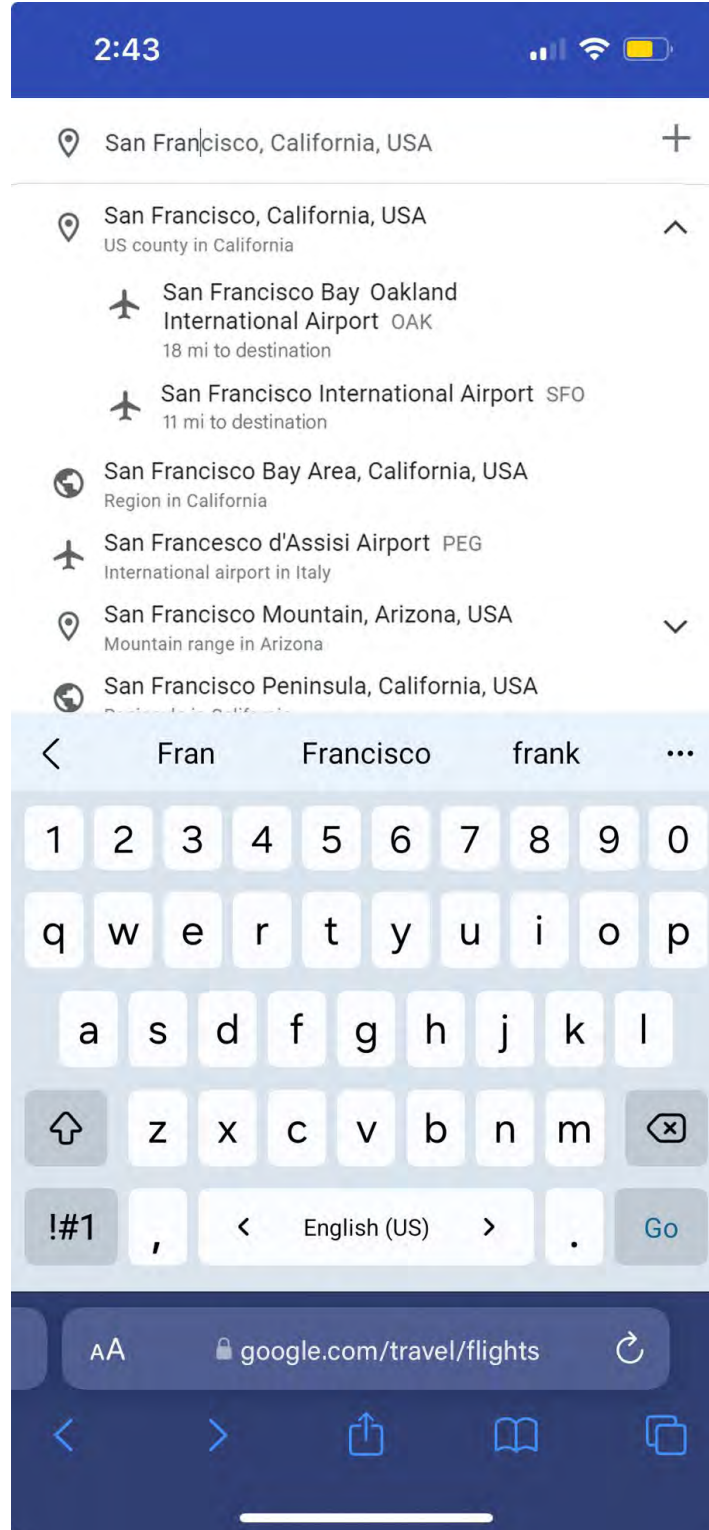 2:43
San Francisco, California, USA
San Francisco, California, USA
US county in California
San Francisco Bay Oakland
International Airport OAK
18 mi to destination
San Francisco International Airport SFO
11 mi to destination
San Francisco Bay Area, California, USA
Region in California
San Francesco d'Assisi Airport PEG
International airport in Italy
San Francisco Mountain, Arizona, USA
Mountain range in Arizona
San Francisco Peninsula, California, USA
Fran Francisco frank ...
1 2 3 4 5 6 7 8 9 0
q w e r t y u i o p
a s d f g h j k l
z x c v b n m
!#1 , < English (US) > . Go
AA google.com/travel/flights